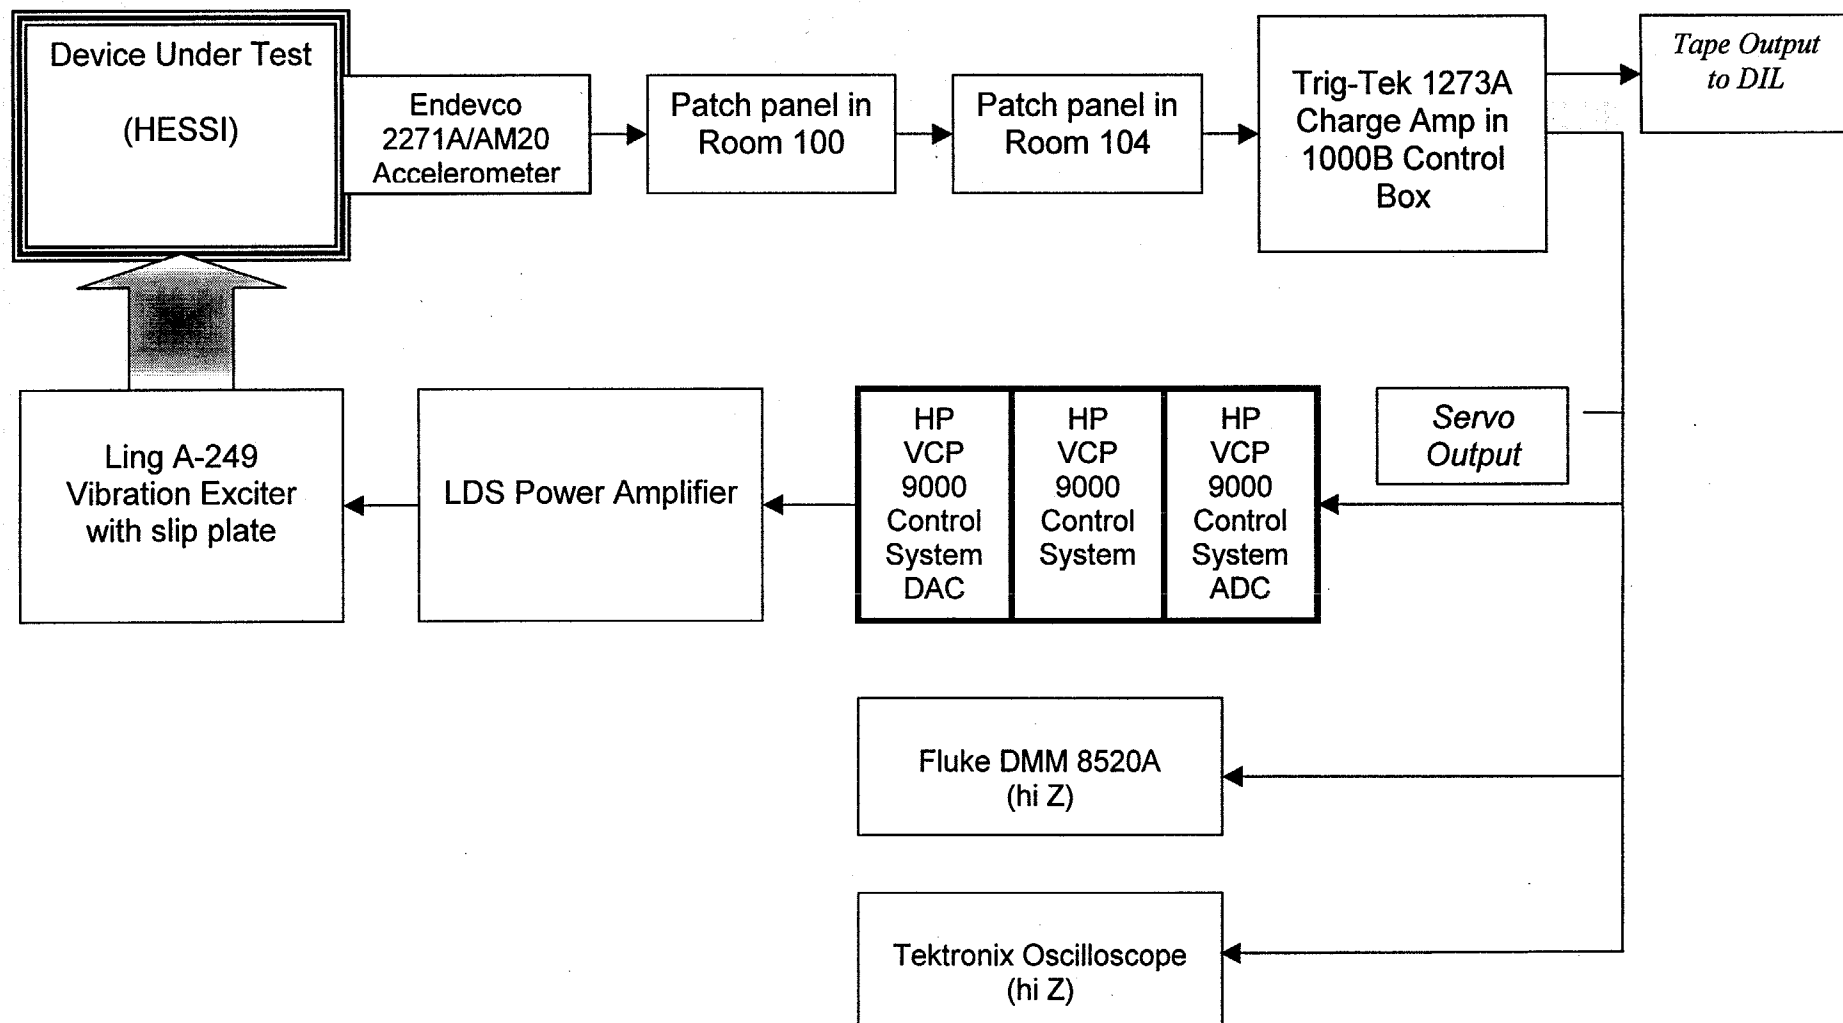 Device Under Test
(HESSI)
Endevco
2271A/AM20
Accelerometer
Patch panel in
Room 100
Patch panel in
Room 104
Trig-Tek 1273A
Charge Amp in
1000B Control
Box
Tape Output
to DIL
Ling A-249
Vibration Exciter
with slip plate
LDS Power Amplifier
HP
VCP
9000
Control
System
DAC
HP
VCP
9000
Control
System
HP
VCP
9000
Control
System
ADC
Servo
Output
Fluke DMM 8520A
(hi Z)
Tektronix Oscilloscope
(hi Z)